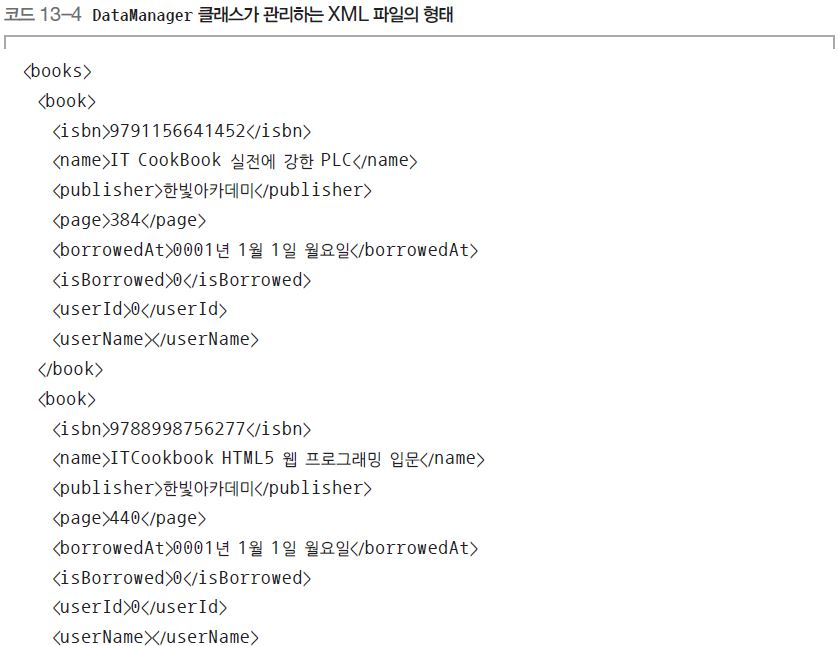 코드 13-4 DataManager 클래스가 관리하는 XML 파일의 형태
<books>
<book>
<isbn>9791156641452</isbn>
<name>IT CookBook 실전에 강한 PLC</name>
<publisher>한빛아카데미</publisher>
<page>384</page>
<borrowedAt>0001년 1월 1일 월요일</borrowedAt>
<isBorrowed>0</isBorrowed>
<userId>0</userId>
<userName></userName>
</book>
<book>
<isbn>9788998756277</isbn>
<name>ITCookbook HTML5 웹 프로그래밍 입문</name>
<publisher>한빛아카데미</publisher>
<page>440</page>
<borrowedAt>0001년 1월 1일 월요일</borrowedAt>
<isBorrowed>0</isBorrowed>
<userId>0</userId>
<userName></userName>